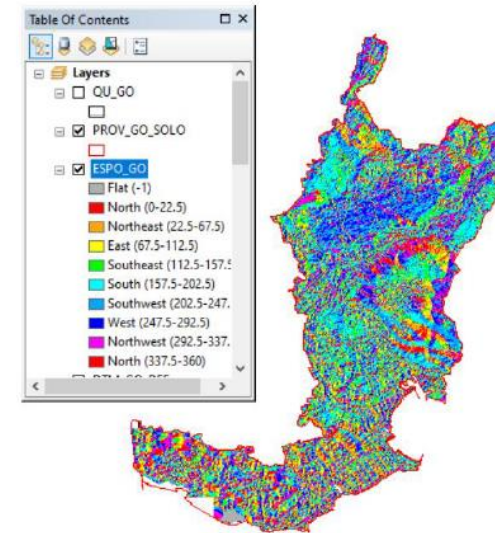 Table Of Contents
Layers
QU_GO
PROV_GO_SOLO
ESPO_GO
Flat (-1)
North (0-22.5)
Northeast (22.5-67.5)
East (67.5-112.5)
Southeast (112.5-157.5
South (157.5-202.5)
Southwest (202.5-247.
West (247.5-292.5)
Northwest (292.5-337.
North (337.5-360)